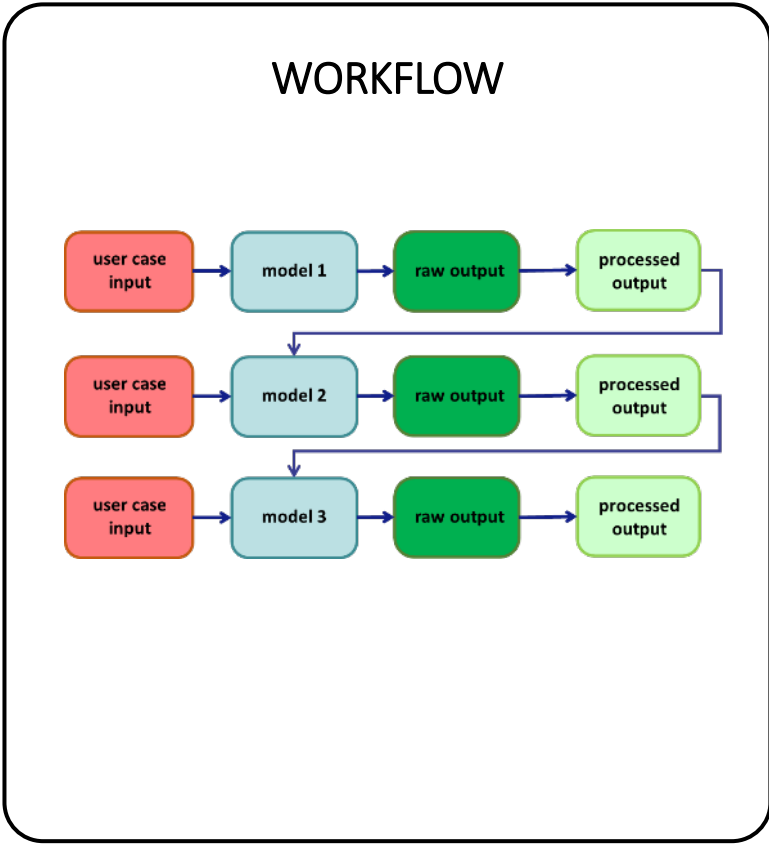 WORKFLOW
user case
input
model 1
raw output
processed
output
user case
input
model 2
raw output
processed
output
user case
input
model 3
raw output
processed
output